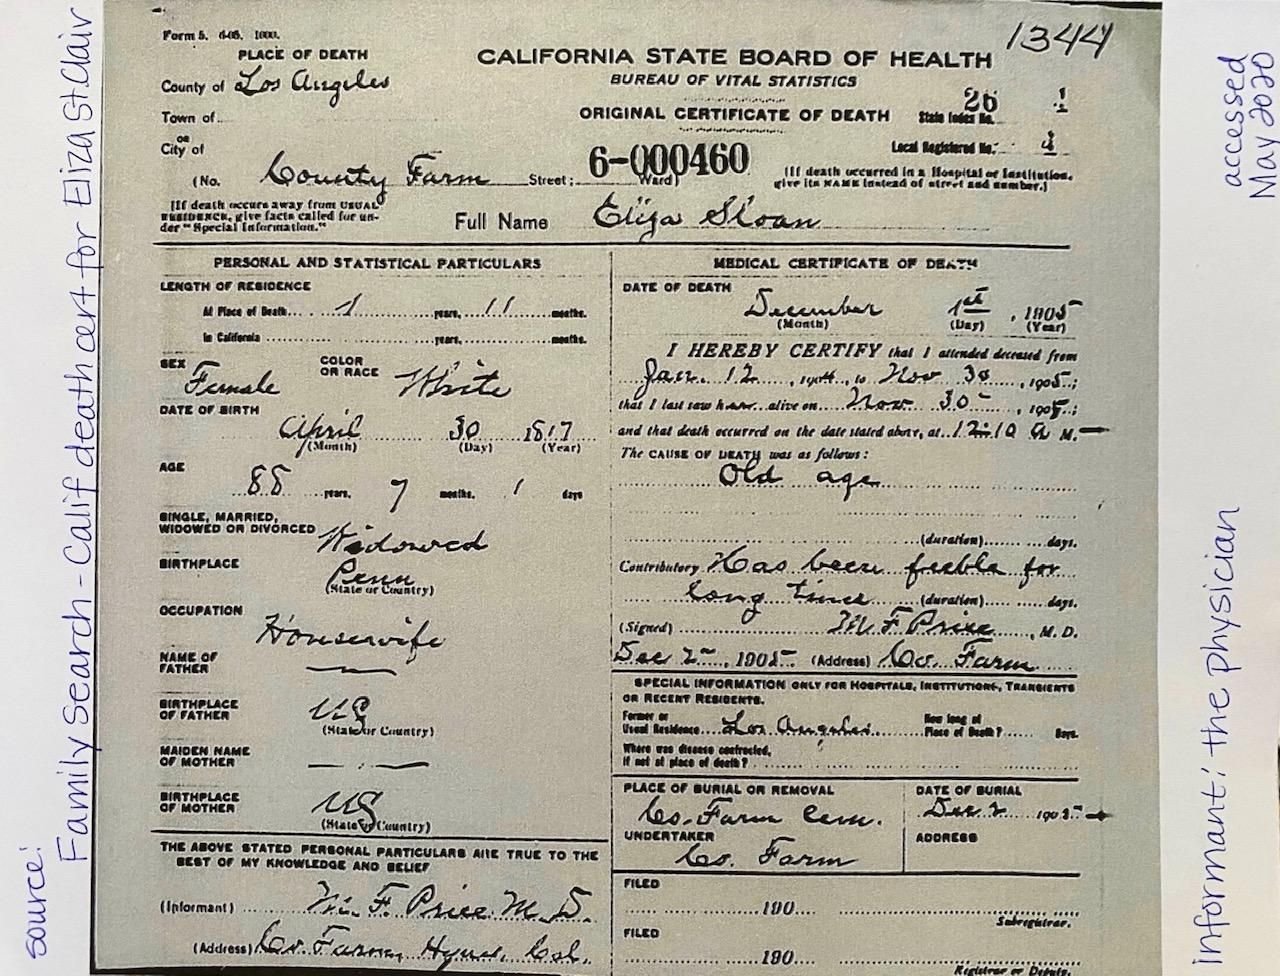 source:
Family Search - Calif death cert for Eliza St. Clair
1344
PLACE OF DEATH
County of Los Angeles
Town of
or
City of
CALIFORNIA STATE BOARD OF HEALTH
BUREAU OF VITAL STATISTICS
ORIGINAL CERTIFICATE OF DEATH
State Index No. 26 1
Local Registered No.
(No. County Farm Street; Ward)
6-000460
(If death occurred in a Hospital or Institution, give its NAME instead of street and number.)
(If death occurs away from USUAL
RESIDENCE, give facts called for un-
der "Special Information."
Full Name Eliza Sloan
PERSONAL AND STATISTICAL PARTICULARS
LENGTH OF RESIDENCE
At Place of Death 1 years, 11 months.
In California years, months.
SEX
Female
COLOR
OR RACE
White
DATE OF BIRTH
April 30 1817
(Month) (Day) (Year)
AGE
88 years, 7 months, 1 days
SINGLE, MARRIED,
WIDOWED OR DIVORCED Widowed
BIRTHPLACE
Penn
(State or Country)
OCCUPATION
Housewife
NAME OF
FATHER —
BIRTHPLACE
OF FATHER US
(State or Country)
MAIDEN NAME
OF MOTHER —
BIRTHPLACE
OF MOTHER US
(State or Country)
THE ABOVE STATED PERSONAL PARTICULARS ARE TRUE TO THE
BEST OF MY KNOWLEDGE AND BELIEF
(Informant) M. F. Price M. D.
(Address) Co. Farm, Hynes, Cal.
MEDICAL CERTIFICATE OF DEATH
DATE OF DEATH
December 1st, 1905
(Month) (Day) (Year)
I HEREBY CERTIFY that I attended deceased from
Jan. 12, 1904, to Nov 30, 1905;
that I last saw her alive on Nov 30, 1905;
and that death occurred on the date stated above, at 12:10 a M.
The CAUSE OF DEATH was as follows:
Old age
(duration) days.
Contributory Has been feeble for
long time (duration) days.
(Signed) M F Price, M. D.
Dec 2, 1905 (Address) Co. Farm
SPECIAL INFORMATION ONLY FOR HOSPITALS, INSTITUTIONS, TRANSIENTS
OR RECENT RESIDENTS.
Former or
Usual Residence Los Angeles
How long at
Place of Death? Days.
Where was disease contracted,
if not at place of death?
PLACE OF BURIAL OR REMOVAL
Co. Farm Cem.
DATE OF BURIAL
Dec 2 1905
UNDERTAKER
Co. Farm
ADDRESS
FILED
190
Subregistrar.
FILED
190
Registrar or Deputy.
accessed
May 2020
informant: the physician